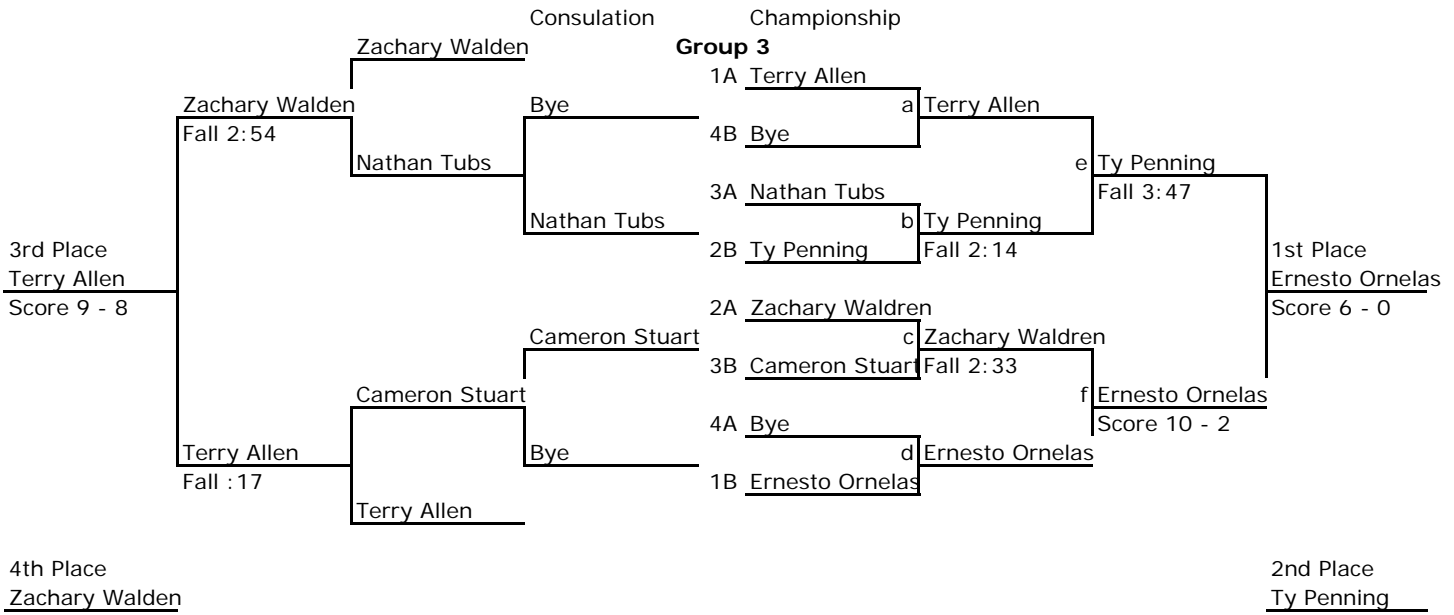 Consulation Championship
Zachary Walden Group 3
1A Terry Allen
Zachary Walden Bye a Terry Allen
Fall 2:54 4B Bye
Nathan Tubs e Ty Penning
3A Nathan Tubs Fall 3:47
Nathan Tubs b Ty Penning
3rd Place 2B Ty Penning Fall 2:14 1st Place
Terry Allen Ernesto Ornelas
Score 9 - 8 2A Zachary Waldren Score 6 - 0
Cameron Stuart c Zachary Waldren
3B Cameron Stuart Fall 2:33
Cameron Stuart f Ernesto Ornelas
4A Bye Score 10 - 2
Terry Allen Bye d Ernesto Ornelas
Fall :17 1B Ernesto Ornelas
Terry Allen
4th Place 2nd Place
Zachary Walden Ty Penning